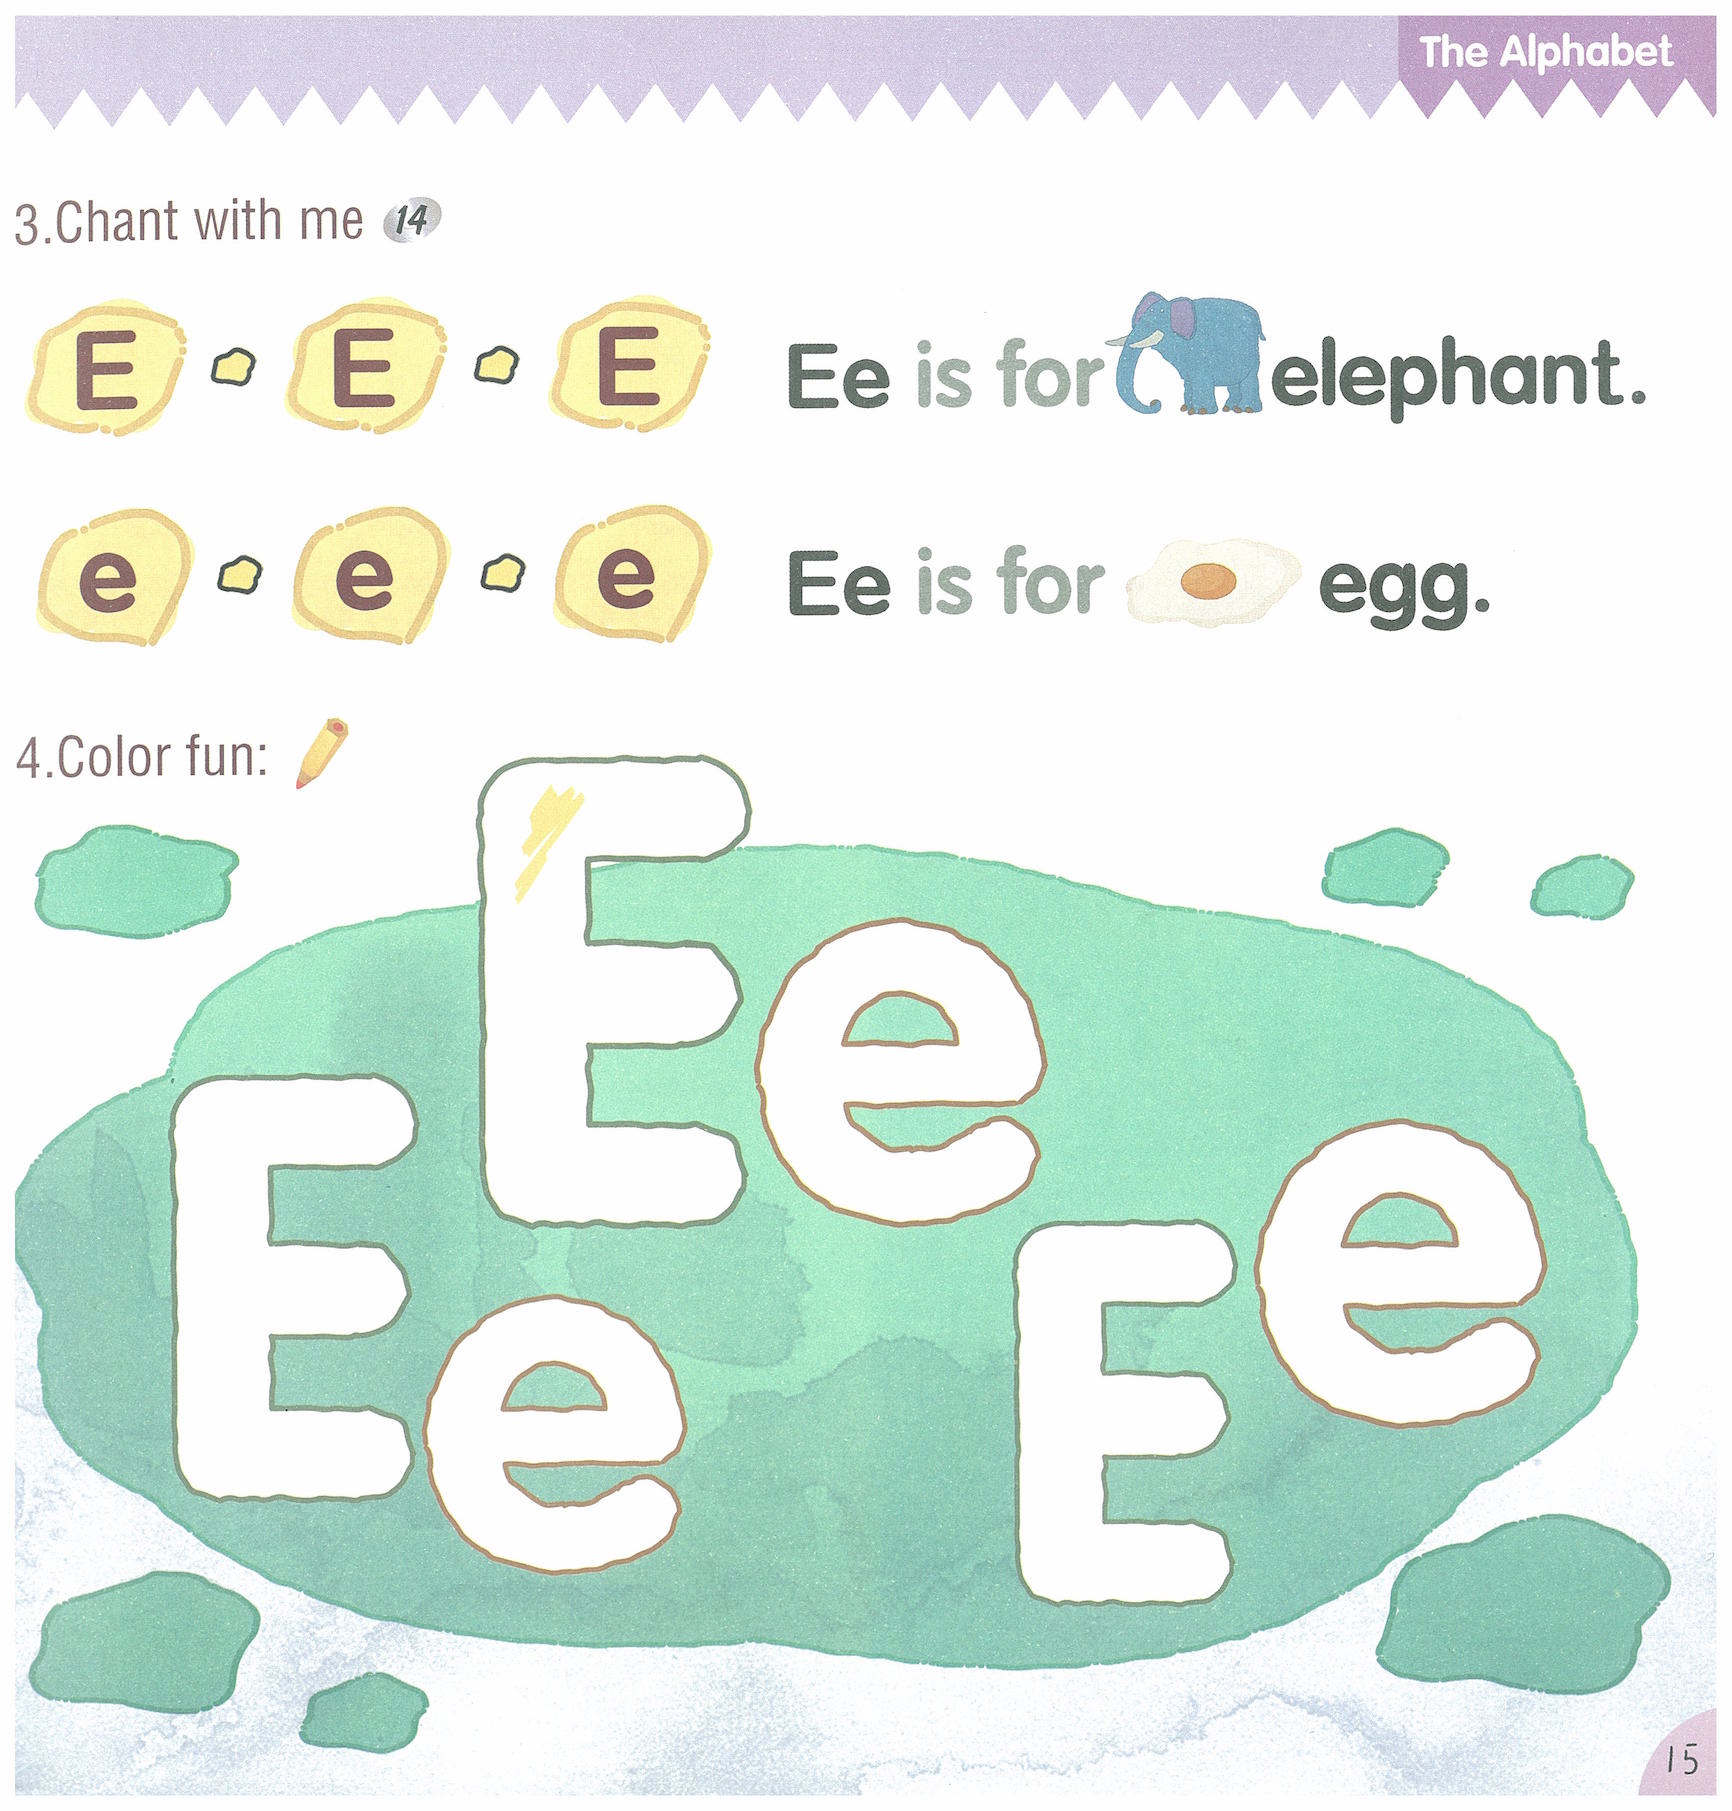 The Alphabet
3.Chant with me 14
E E E Ee is for elephant.
e e e Ee is for egg.
4.Color fun:
E e
E e
E e
15